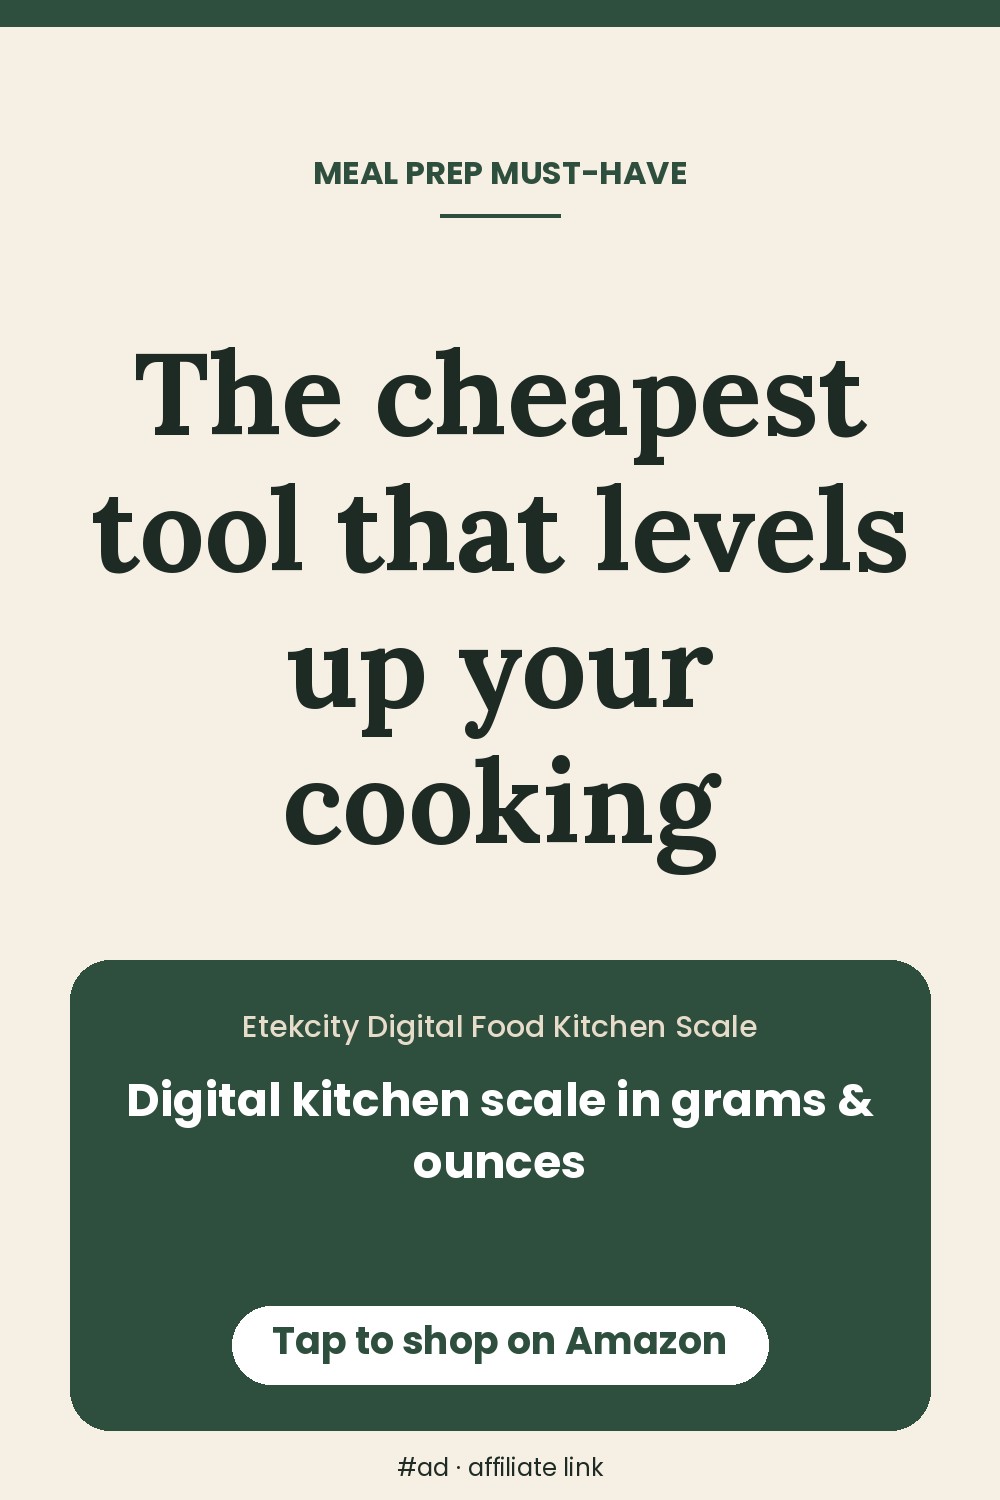 MEAL PREP MUST-HAVE
The cheapest
tool that levels
up your
cooking
Etekcity Digital Food Kitchen Scale
Digital kitchen scale in grams &
ounces
Tap to shop on Amazon
#ad · affiliate link